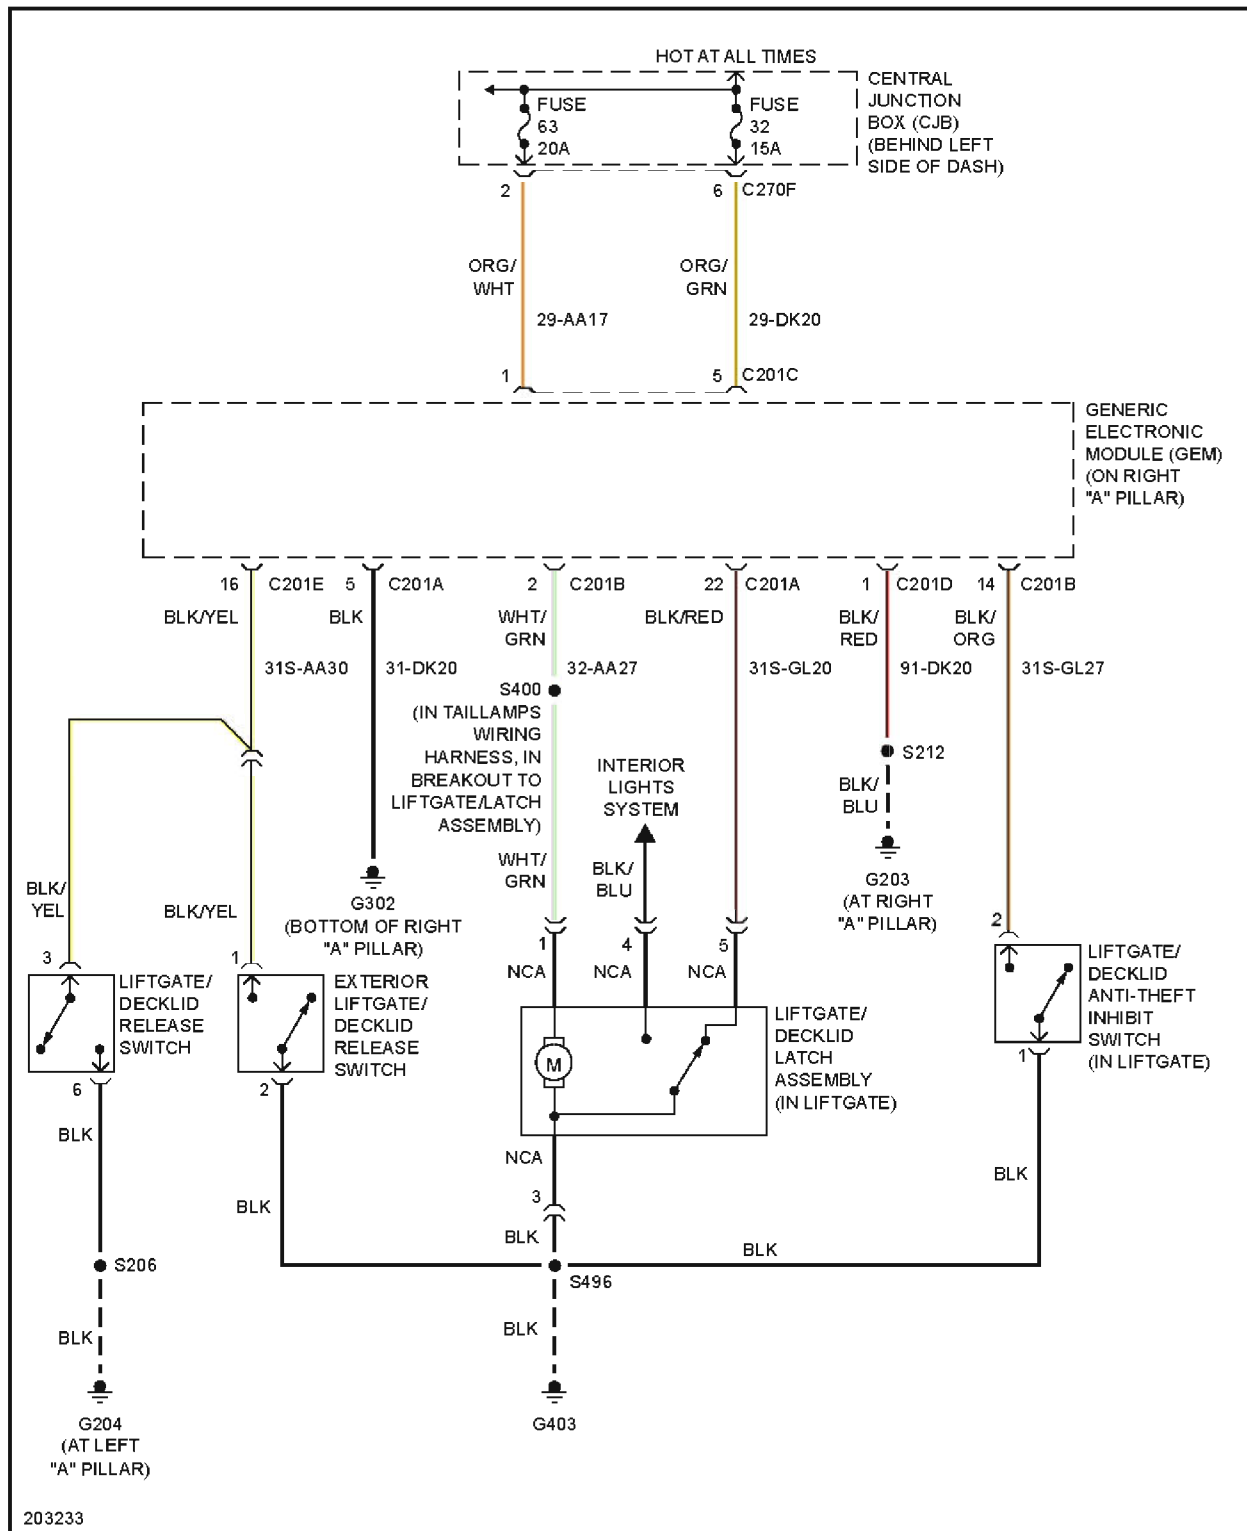 HOT AT ALL TIMES
CENTRAL
JUNCTION
BOX (CJB)
(BEHIND LEFT
SIDE OF DASH)
FUSE
63
20A
FUSE
32
15A
2
6
C270F
ORG/
WHT
ORG/
GRN
29-AA17
29-DK20
1
5
C201C
GENERIC
ELECTRONIC
MODULE (GEM)
(ON RIGHT
"A" PILLAR)
16
C201E
5
C201A
2
C201B
22
C201A
1
C201D
14
C201B
BLK/YEL
BLK
WHT/
GRN
BLK/RED
BLK/
RED
BLK/
ORG
31S-AA30
31-DK20
32-AA27
31S-GL20
91-DK20
31S-GL27
S400
(IN TAILLAMPS
WIRING
HARNESS, IN
BREAKOUT TO
LIFTGATE/LATCH
ASSEMBLY)
INTERIOR
LIGHTS
SYSTEM
S212
BLK/
BLU
WHT/
GRN
BLK/
BLU
G203
(AT RIGHT
"A" PILLAR)
BLK/
YEL
BLK/YEL
G302
(BOTTOM OF RIGHT
"A" PILLAR)
3
1
1
4
5
2
NCA
NCA
NCA
LIFTGATE/
DECKLID
RELEASE
SWITCH
EXTERIOR
LIFTGATE/
DECKLID
RELEASE
SWITCH
M
LIFTGATE/
DECKLID
LATCH
ASSEMBLY
(IN LIFTGATE)
LIFTGATE/
DECKLID
ANTI-THEFT
INHIBIT
SWITCH
(IN LIFTGATE)
6
2
1
BLK
NCA
BLK
BLK
3
BLK
BLK
S206
S496
BLK
BLK
G204
(AT LEFT
"A" PILLAR)
G403
203233